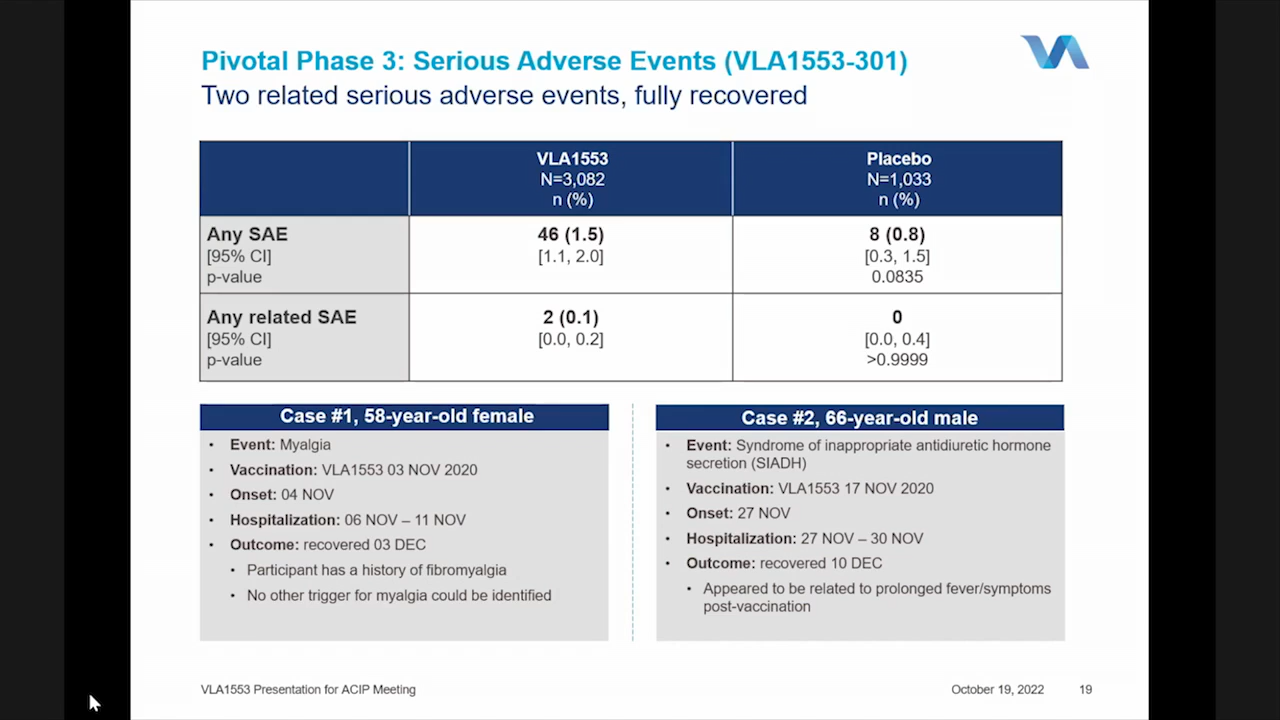 Pivotal Phase 3: Serious Adverse Events (VLA1553-301)
Two related serious adverse events, fully recovered
VLA1553
N=3,082
n (%)
Placebo
N=1,033
n (%)
Any SAE
[95% CI]
p-value
46 (1.5)
[1.1, 2.0]
8 (0.8)
[0.3, 1.5]
0.0835
Any related SAE
[95% CI]
p-value
2 (0.1)
[0.0, 0.2]
0
[0.0, 0.4]
>0.9999
Case #1, 58-year-old female
• Event: Myalgia
• Vaccination: VLA1553 03 NOV 2020
• Onset: 04 NOV
• Hospitalization: 06 NOV – 11 NOV
• Outcome: recovered 03 DEC
• Participant has a history of fibromyalgia
• No other trigger for myalgia could be identified
Case #2, 66-year-old male
• Event: Syndrome of inappropriate antidiuretic hormone
secretion (SIADH)
• Vaccination: VLA1553 17 NOV 2020
• Onset: 27 NOV
• Hospitalization: 27 NOV – 30 NOV
• Outcome: recovered 10 DEC
• Appeared to be related to prolonged fever/symptoms
post-vaccination
VLA1553 Presentation for ACIP Meeting
October 19, 2022
19